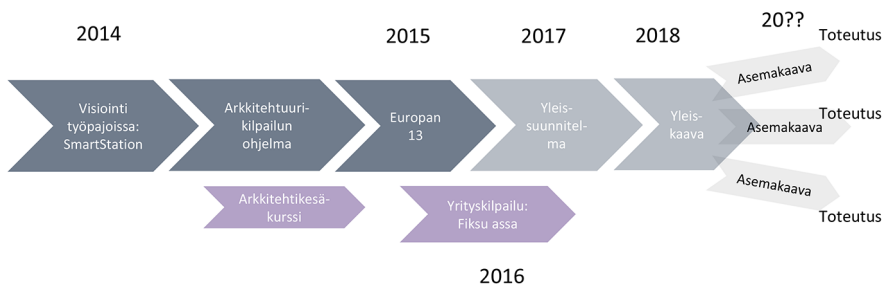 2014
2015
2017
2018
20??
Visiointi
työpajoissa:
SmartStation
Arkkitehtuuri-
kilpailun
ohjelma
Europan
13
Yleis-
suunnitel-
ma
Yleis-
kaava
Asemakaava
Toteutus
Asemakaava
Toteutus
Asemakaava
Toteutus
Arkkitehtikesä-
kurssi
Yrityskilpailu:
Fiksu assa
2016